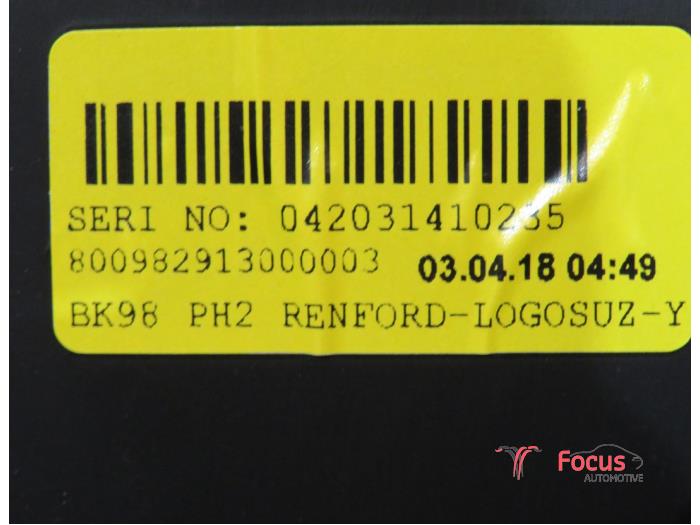 SERI NO: 042031410235
800982913000003 03.04.18 04:49
BK98 PH2 RENFORD-LOGOSUZ-Y
Focus
AUTOMOTIVE